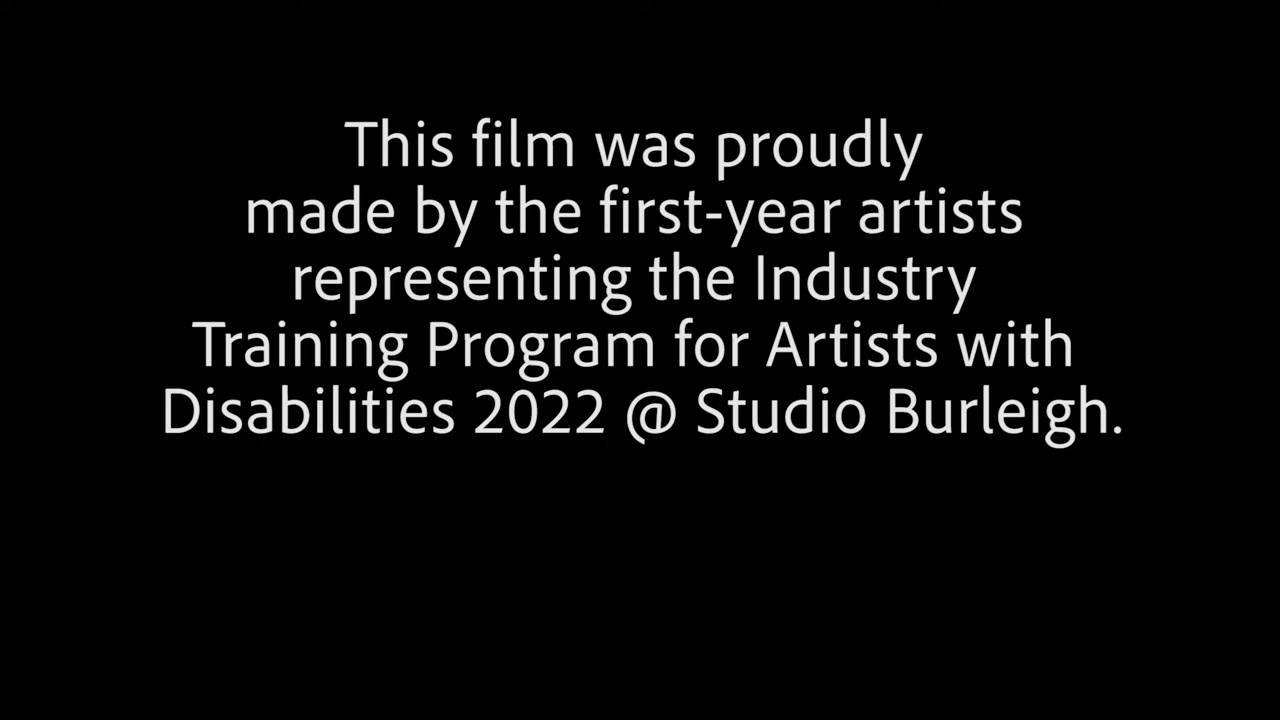 This film was proudly
made by the first-year artists
representing the Industry
Training Program for Artists with
Disabilities 2022 @ Studio Burleigh.